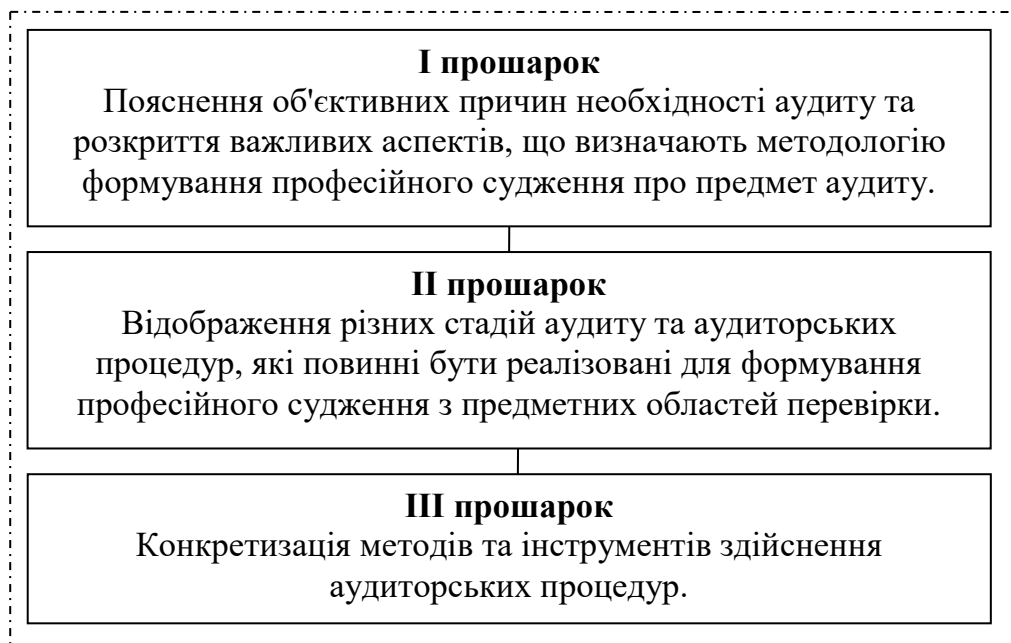 I прошарок
Пояснення об'єктивних причин необхідності аудиту та
розкриття важливих аспектів, що визначають методологію
формування професійного судження про предмет аудиту.
II прошарок
Відображення різних стадій аудиту та аудиторських
процедур, які повинні бути реалізовані для формування
професійного судження з предметних областей перевірки.
III прошарок
Конкретизація методів та інструментів здійснення
аудиторських процедур.